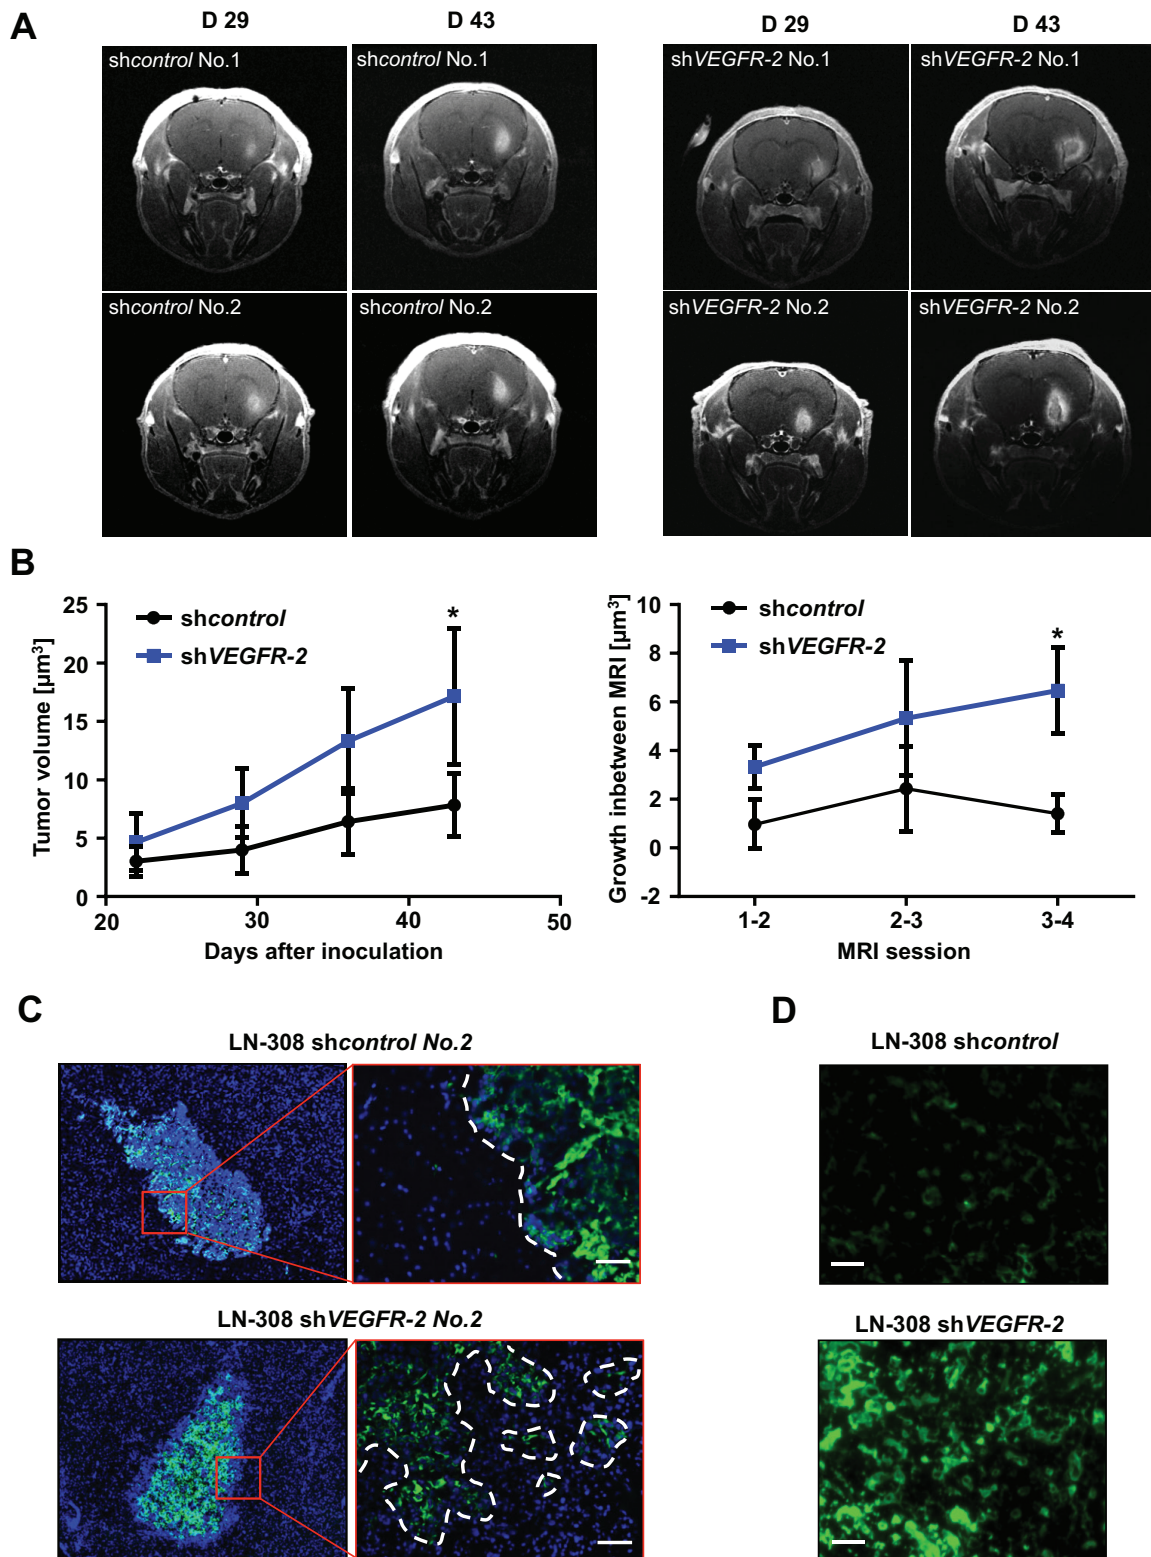 A
D 29
D 43
D 29
D 43
shcontrol No.1
shcontrol No.1
shVEGFR-2 No.1
shVEGFR-2 No.1
shcontrol No.2
shcontrol No.2
shVEGFR-2 No.2
shVEGFR-2 No.2
B
Tumor volume [µm³]
25
20
15
10
5
0
shcontrol
shVEGFR-2
*
20
30
40
50
Days after inoculation
Growth inbetween MRI [µm³]
10
8
6
4
2
0
-2
shcontrol
shVEGFR-2
*
1-2
2-3
3-4
MRI session
C
LN-308 shcontrol No.2
LN-308 shVEGFR-2 No.2
D
LN-308 shcontrol
LN-308 shVEGFR-2